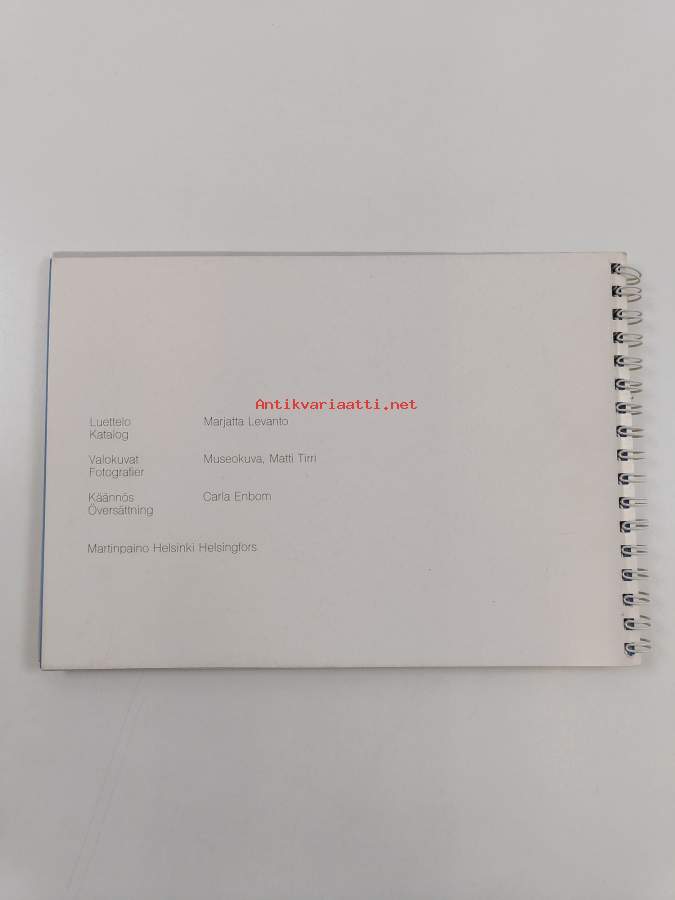 Antikvariaatti.net
Luettelo Marjatta Levanto
Katalog
Valokuvat Museokuva, Matti Tirri
Fotografier
Käännös Carla Enbom
Översättning
Martinpaino Helsinki Helsingfors